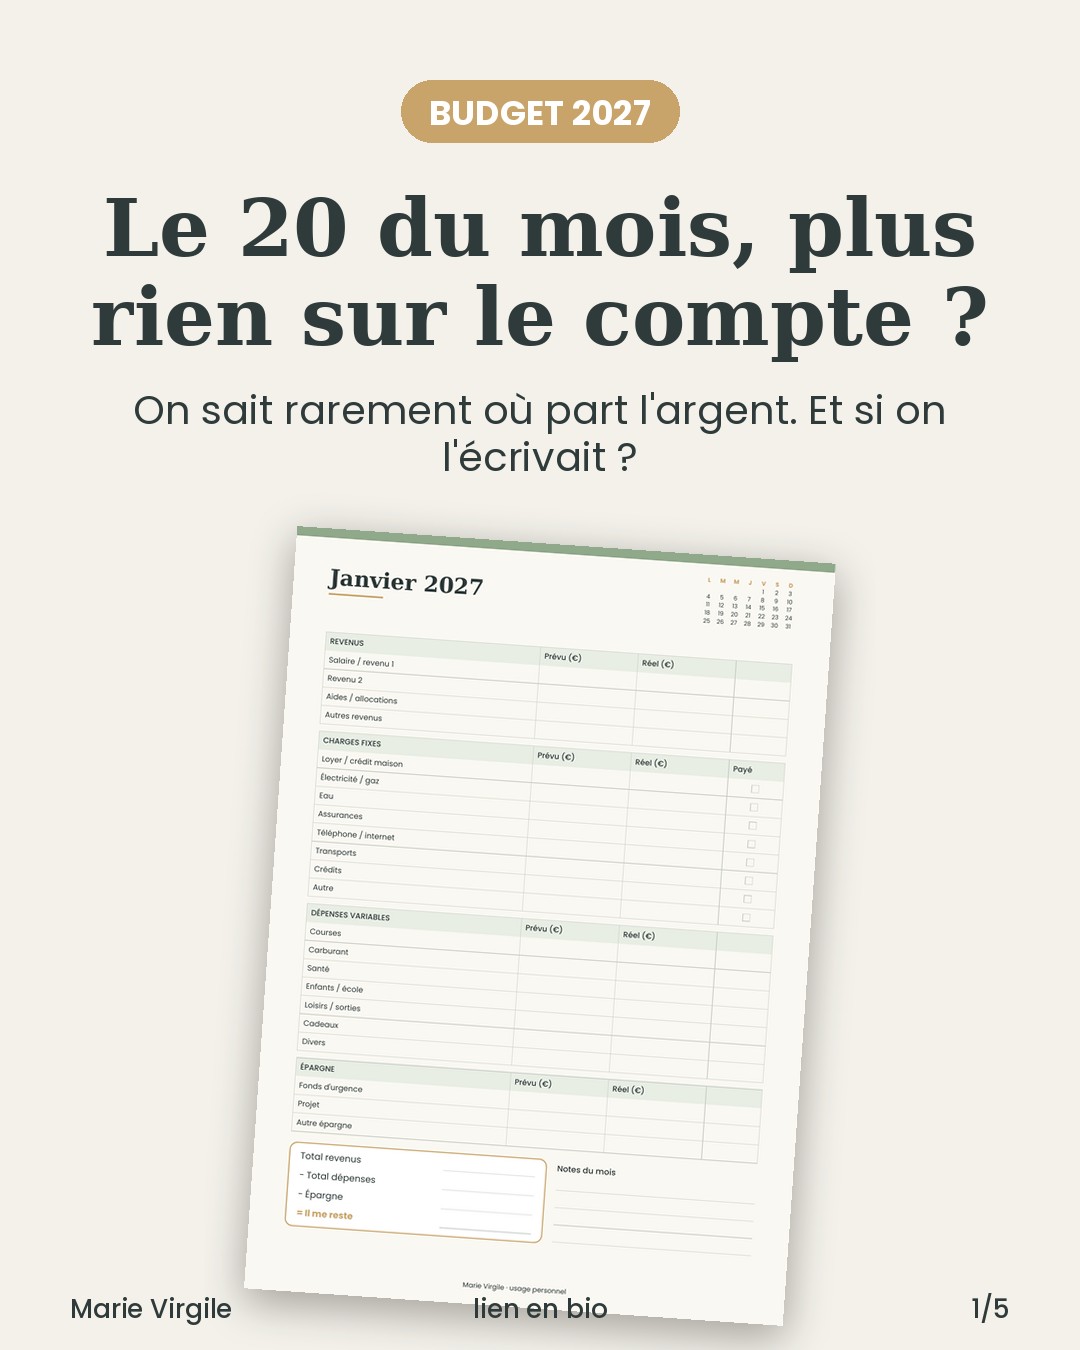 BUDGET 2027
Le 20 du mois, plus
rien sur le compte ?
On sait rarement où part l'argent. Et si on
l'écrivait ?
Janvier 2027
L M M J V S D
1 2 3
4 5 6 7 8 9 10
11 12 13 14 15 16 17
18 19 20 21 22 23 24
25 26 27 28 29 30 31
REVENUS Prévu (€) Réel (€)
Salaire / revenu 1
Revenu 2
Aides / allocations
Autres revenus
CHARGES FIXES Prévu (€) Réel (€) Payé
Loyer / crédit maison
Électricité / gaz
Eau
Assurances
Téléphone / internet
Transports
Crédits
Autre
DÉPENSES VARIABLES Prévu (€) Réel (€)
Courses
Carburant
Santé
Enfants / école
Loisirs / sorties
Cadeaux
Divers
ÉPARGNE Prévu (€) Réel (€)
Fonds d'urgence
Projet
Autre épargne
Total revenus
- Total dépenses
- Épargne
= Il me reste
Notes du mois
Marie Virgile · usage personnel
Marie Virgile lien en bio 1/5